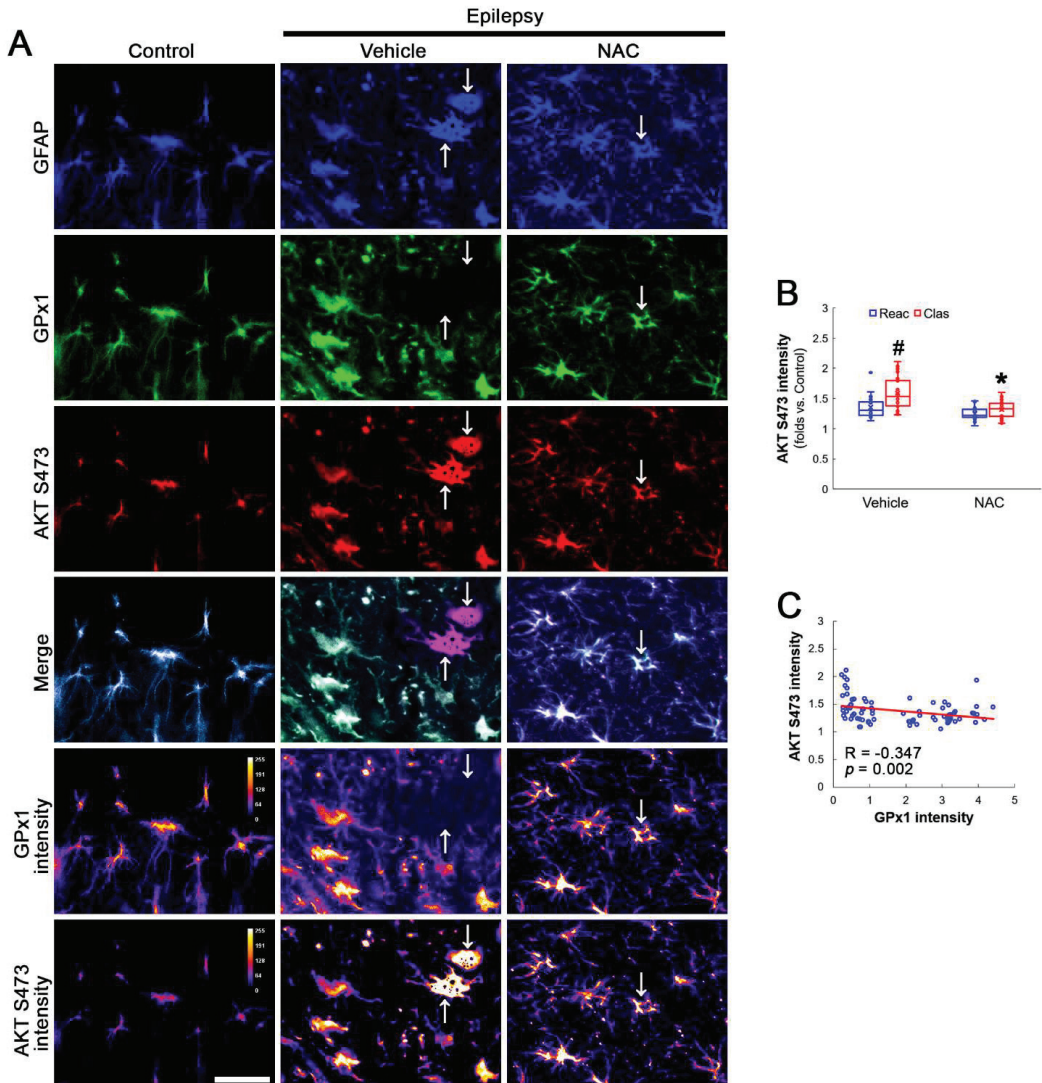 A
Epilepsy
Control
Vehicle
NAC
GFAP
GPx1
AKT S473
Merge
GPx1
intensity
255
191
128
64
0
AKT S473
intensity
255
191
128
64
0
B
AKT S473 intensity
(folds vs. Control)
3
2.5
2
1.5
1
0.5
0
Reac
Clas
#
*
Vehicle
NAC
C
AKT S473 intensity
3
2.5
2
1.5
1
0.5
0
R = -0.347
p = 0.002
0 1 2 3 4 5
GPx1 intensity